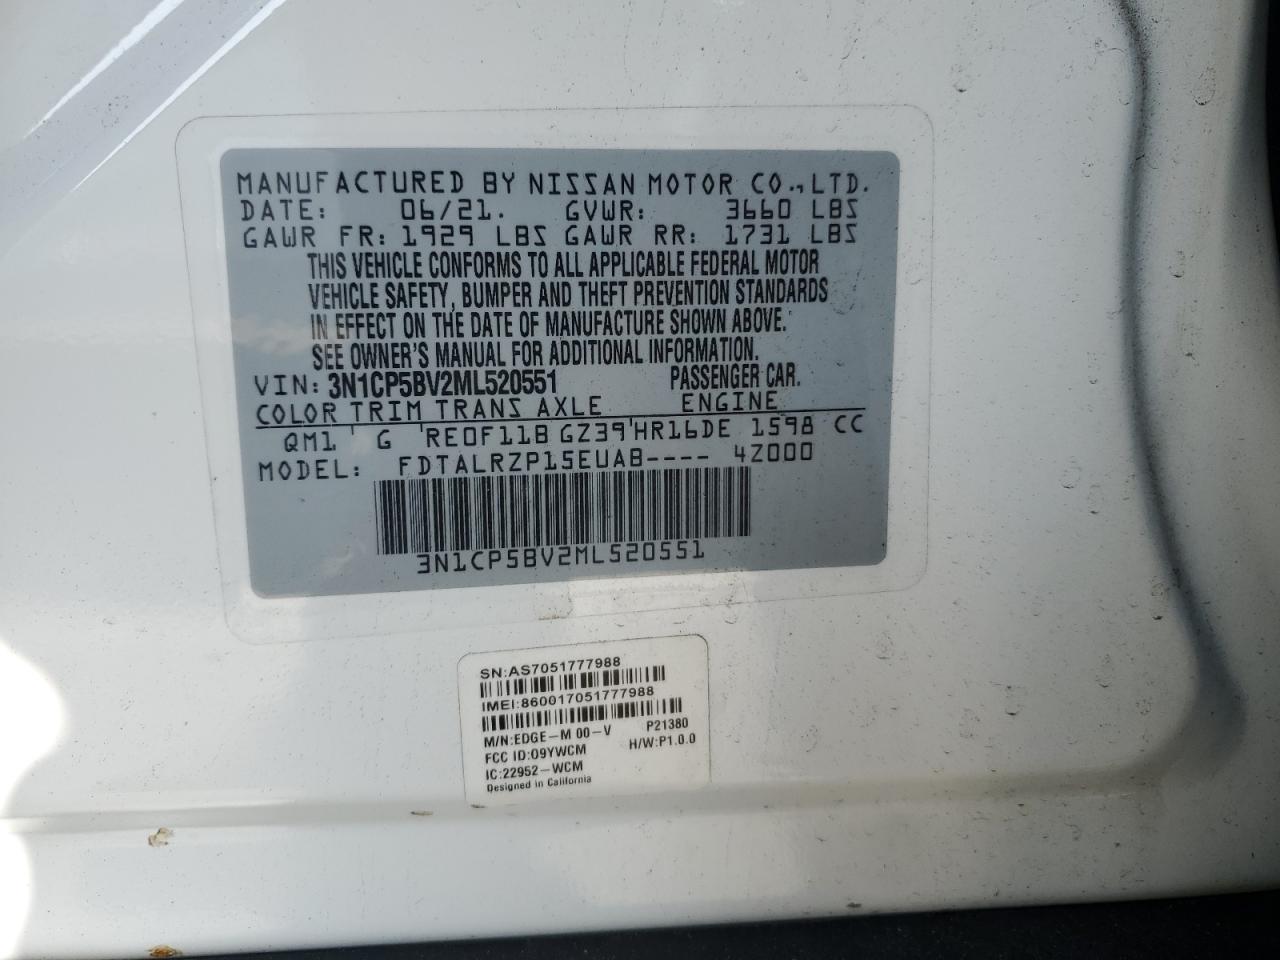 MANUFACTURED BY NISSAN MOTOR CO.,LTD.
DATE: 06/21. GVWR: 3660 LBS
GAWR FR: 1929 LBS GAWR RR: 1731 LBS
THIS VEHICLE CONFORMS TO ALL APPLICABLE FEDERAL MOTOR
VEHICLE SAFETY, BUMPER AND THEFT PREVENTION STANDARDS
IN EFFECT ON THE DATE OF MANUFACTURE SHOWN ABOVE.
SEE OWNER'S MANUAL FOR ADDITIONAL INFORMATION.
VIN: 3N1CP5BV2ML520551 PASSENGER CAR.
COLOR TRIM TRANS AXLE ENGINE
QM1 G RE0F11B GZ39 HR16DE 1598 CC
MODEL: FDTALRZP15EUAB---- 4Z000
3N1CP5BV2ML520551
SN:AS7051777988
IMEI:860017051777988
M/N:EDGE-M 00-V P21380
FCC ID:O9YWCM H/W:P1.0.0
IC:22952-WCM
Designed in California